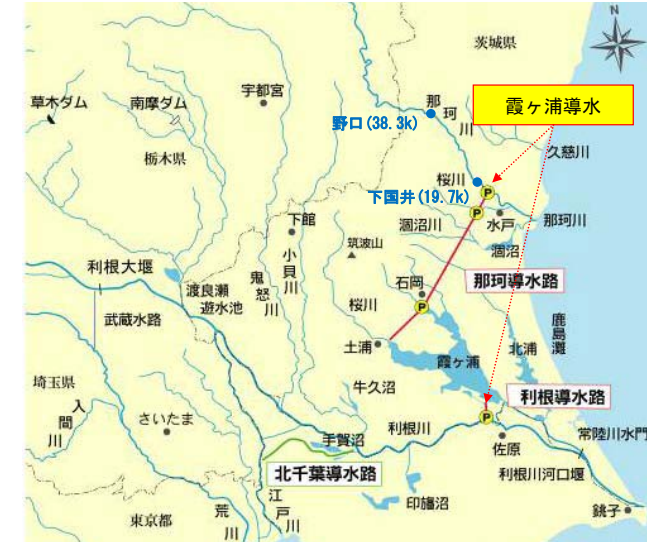 N
茨城県
草木ダム
南摩ダム
宇都宮
那珂川
霞ヶ浦導水
野口(38.3k)
久慈川
栃木県
桜川
下国井(19.7k)
水戸
那珂川
下館
涸沼川
涸沼
筑波山
利根大堰
小貝川
鬼怒川
渡良瀬
遊水池
石岡
那珂導水路
桜川
武蔵水路
鹿島灘
土浦
霞ヶ浦
北浦
埼玉県
牛久沼
利根導水路
入間川
さいたま
手賀沼
利根川
佐原
常陸川水門
北千葉導水路
利根川河口堰
印旛沼
東京都
荒川
江戸川
銚子
P
P
P
P